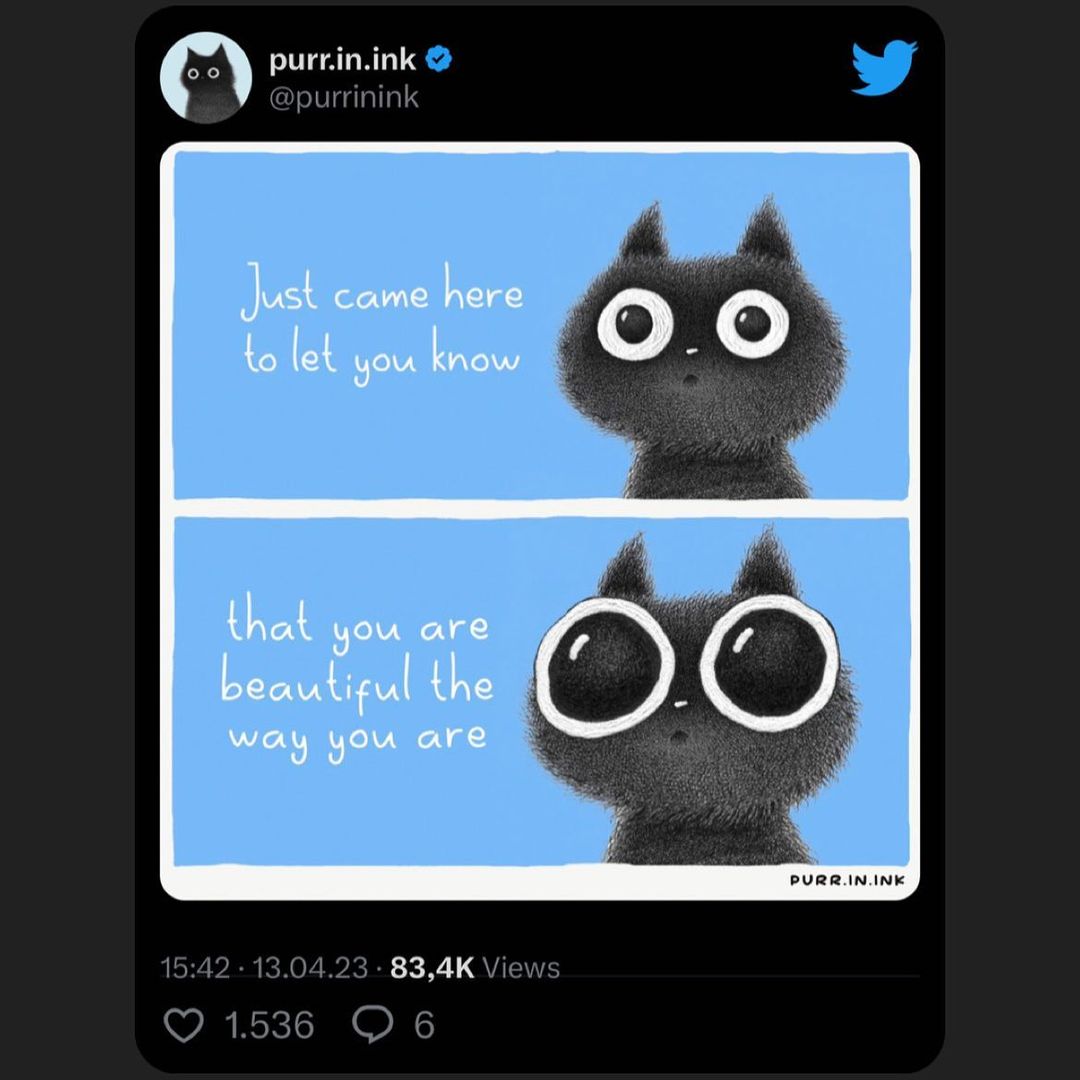 purr.in.ink
@purrinink
Just came here
to let you know
that you are
beautiful the
way you are
PURR.IN.INK
15:42 · 13.04.23 · 83,4K Views
1.536 6